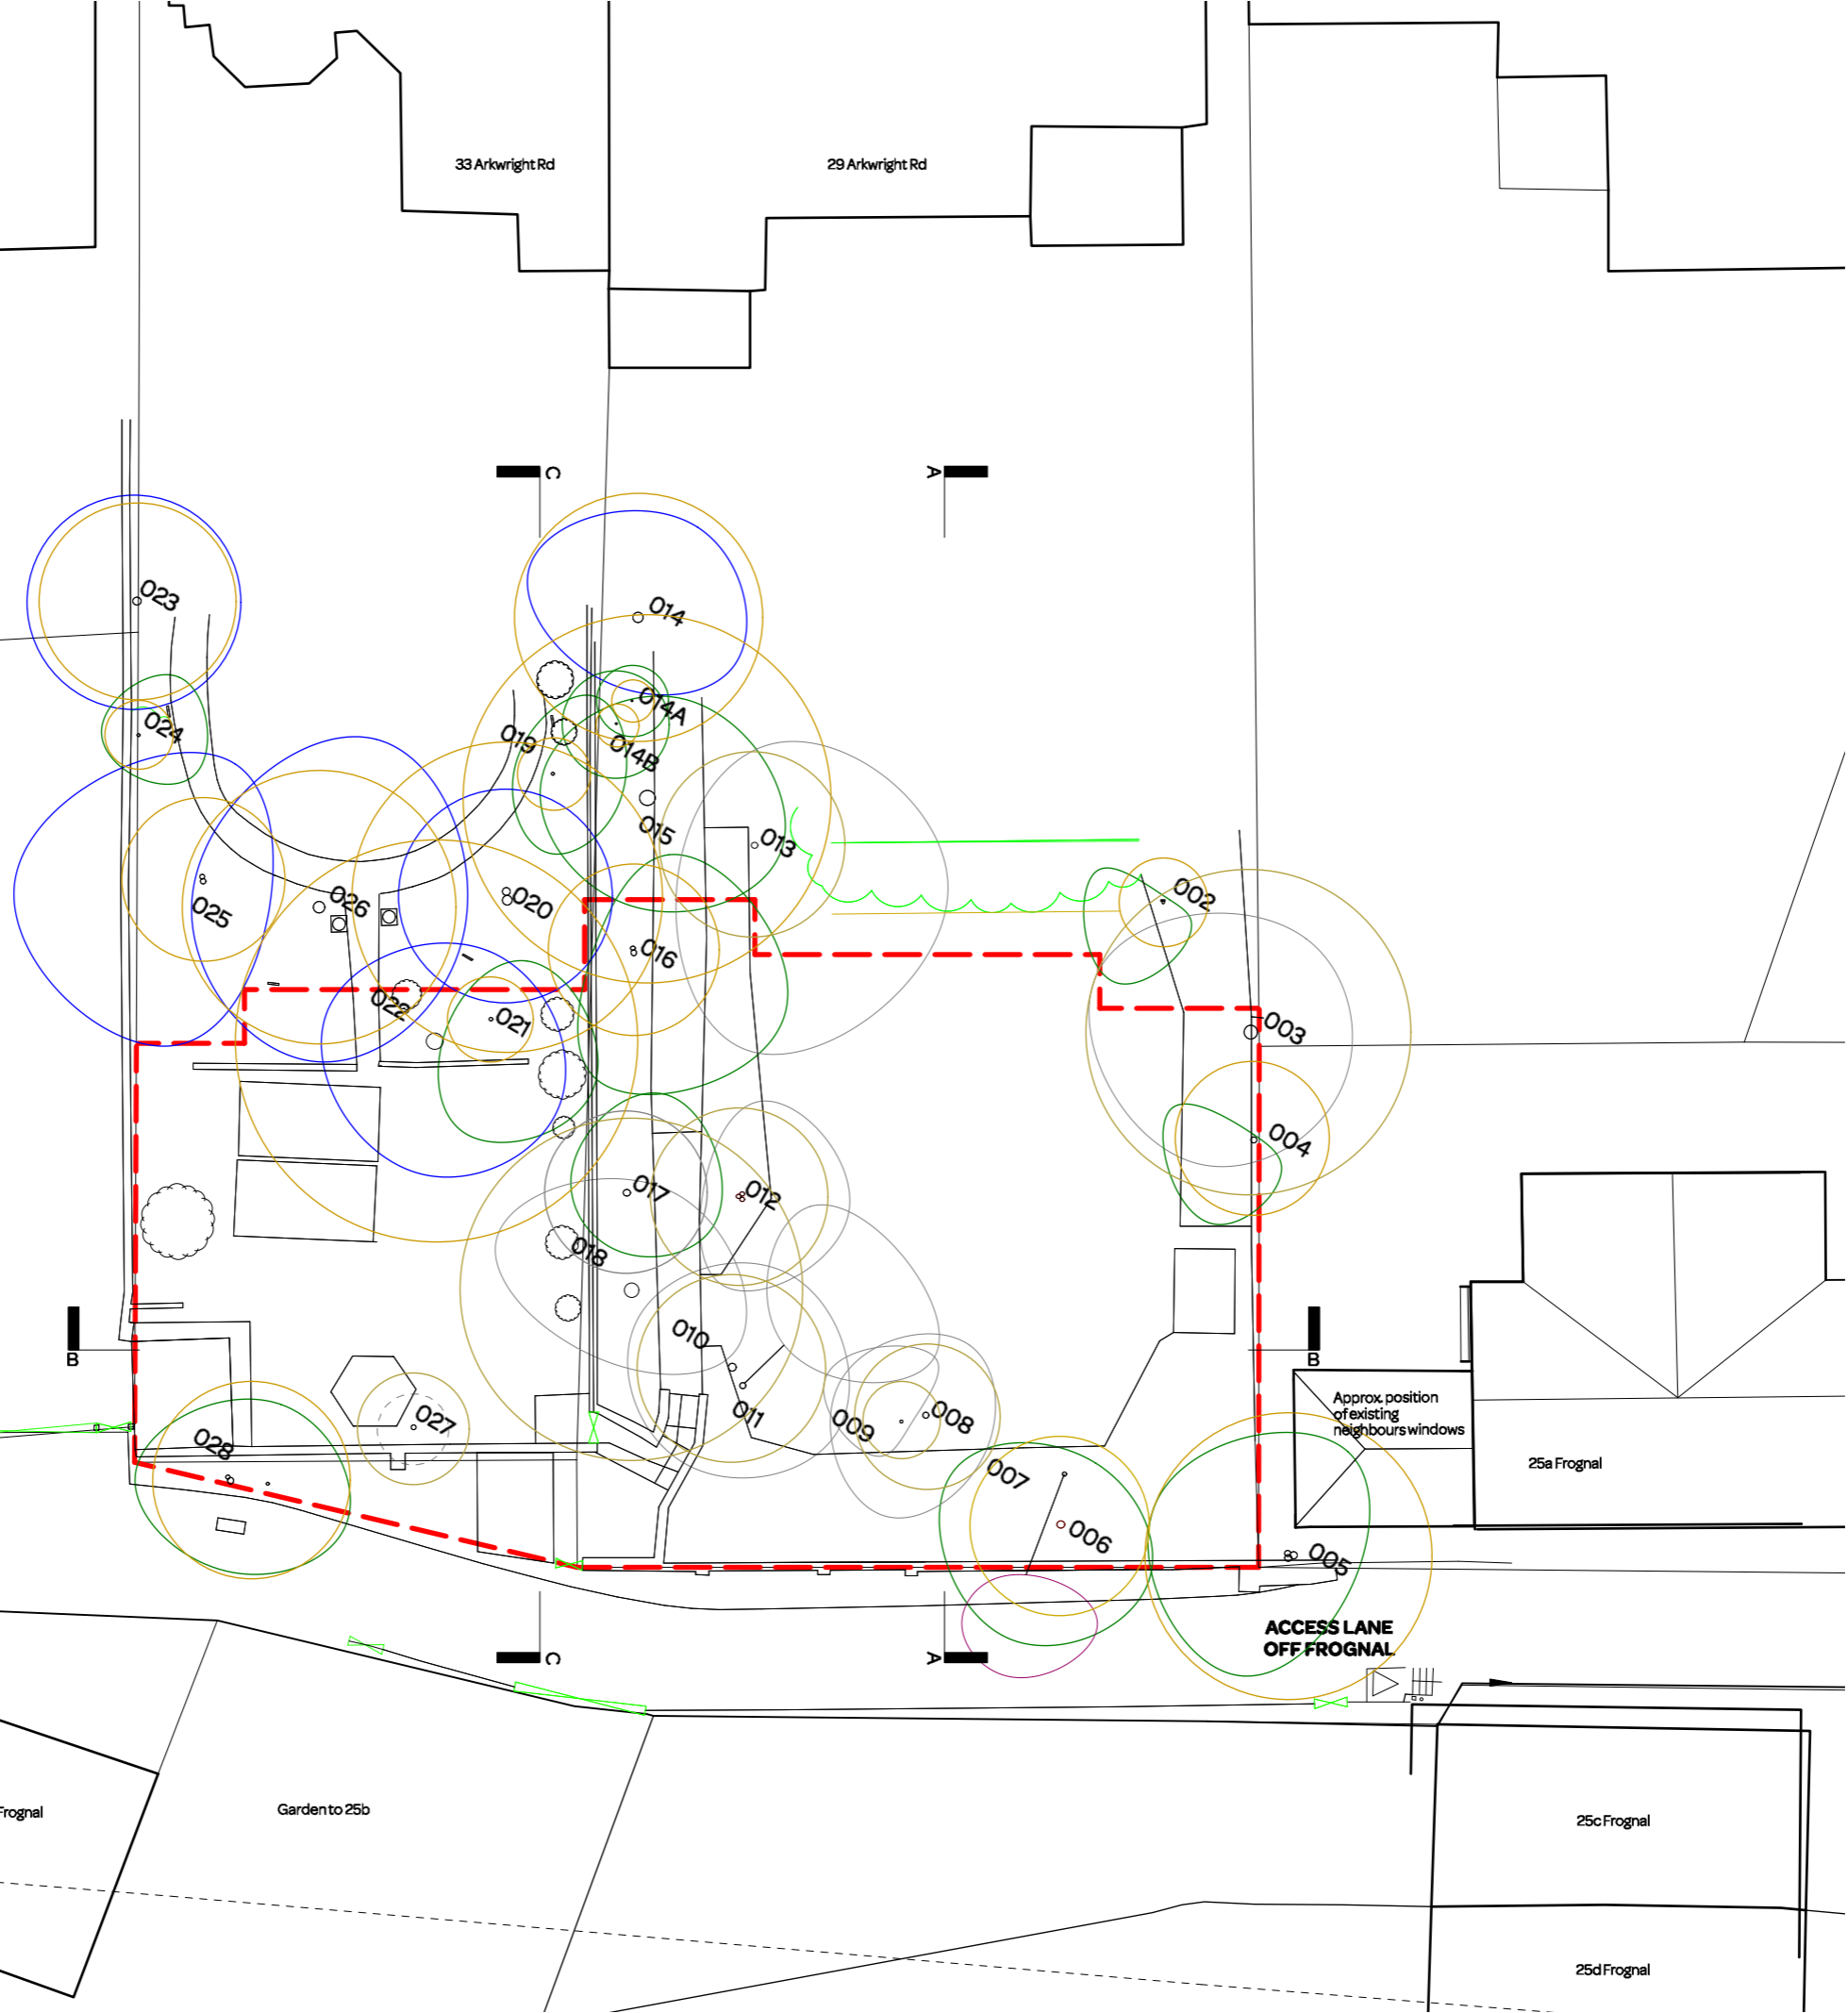 33 Arkwright Rd
29 Arkwright Rd
C
A
023
014
014A
024
019
014B
015
013
002
026
020
025
016
022
021
003
004
017
012
018
B
B
010
Approx. position
of existing
neighbours windows
027
011
009
008
028
25a Frognal
007
006
005
ACCESS LANE
OFF FROGNAL
C
A
Garden to 25b
Frognal
25c Frognal
25d Frognal